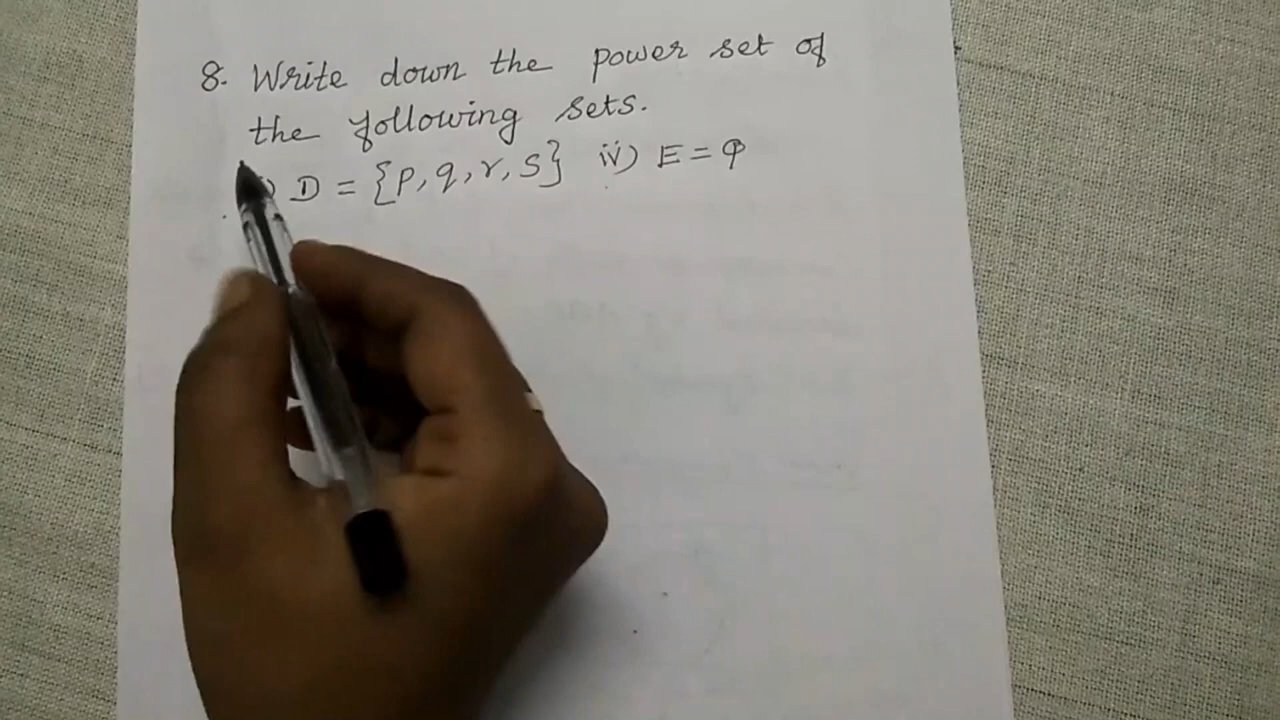 8. Write down the power set of
the following sets.
) D = {p, q, r, s} iv) E = φ